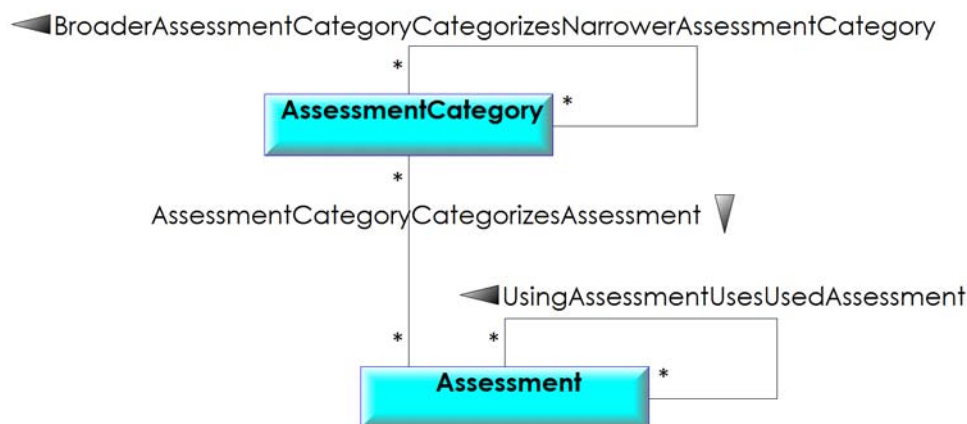 BroaderAssessmentCategoryCategorizesNarrowerAssessmentCategory
*
AssessmentCategory *
*
AssessmentCategoryCategorizesAssessment
UsingAssessmentUsesUsedAssessment
* *
Assessment *